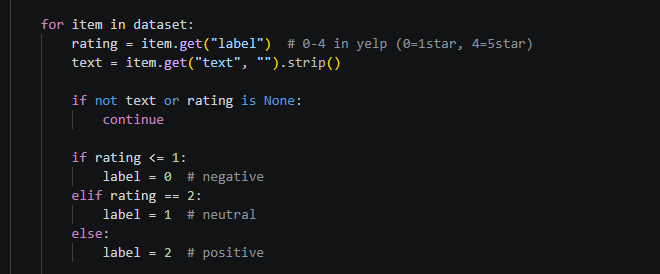 for item in dataset:
    rating = item.get("label")  # 0-4 in yelp (0=1star, 4=5star)
    text = item.get("text", "").strip()

    if not text or rating is None:
        continue

    if rating <= 1:
        label = 0  # negative
    elif rating == 2:
        label = 1  # neutral
    else:
        label = 2  # positive